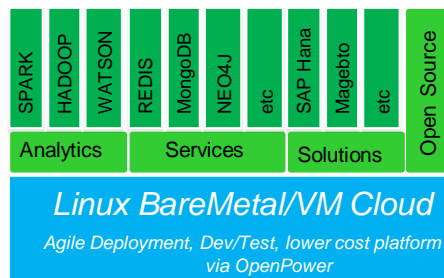 SPARK
HADOOP
WATSON
REDIS
MongoDB
NEO4J
etc
SAP Hana
Magebto
etc
Open Source
Analytics
Services
Solutions
Linux BareMetal/VM Cloud
Agile Deployment, Dev/Test, lower cost platform
via OpenPower